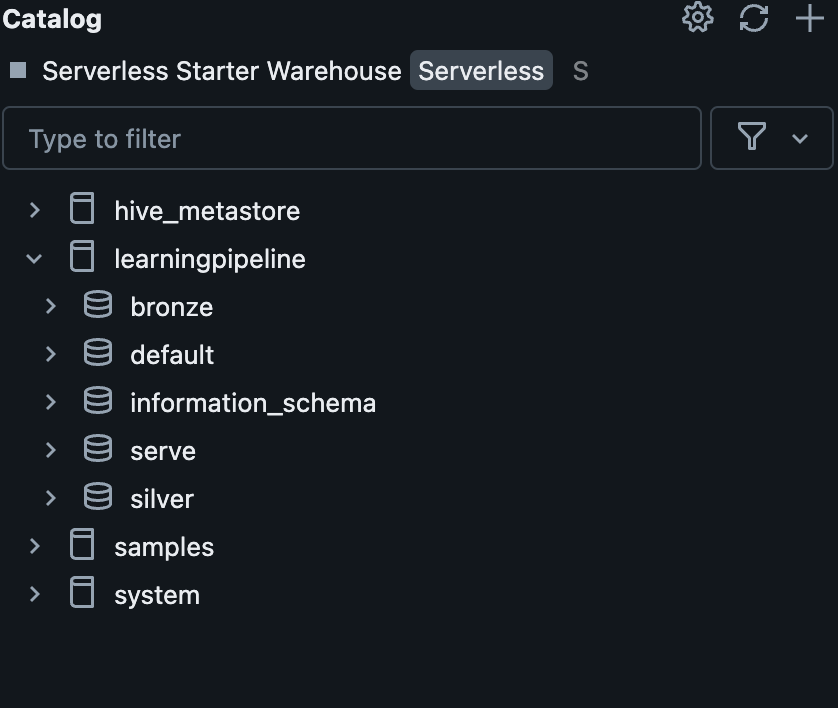 Catalog
Serverless Starter Warehouse Serverless S
Type to filter
hive_metastore
learningpipeline
bronze
default
information_schema
serve
silver
samples
system